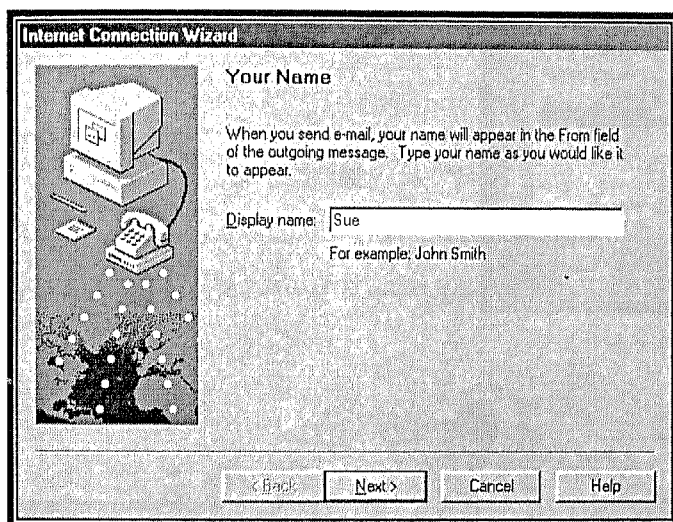 Internet Connection Wizard
Your Name
When you send e-mail, your name will appear in the From field
of the outgoing message. Type your name as you would like it
to appear.
Display name: Sue
For example: John Smith
< Back Next > Cancel Help